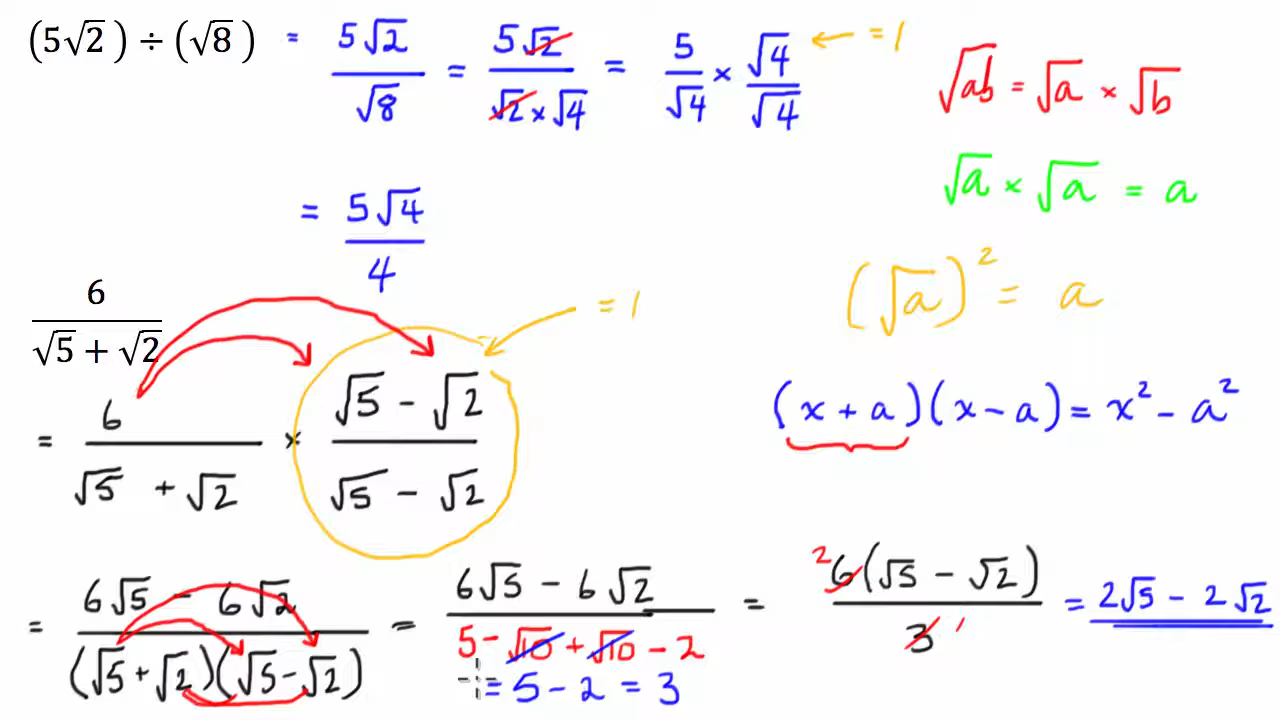 (5√2) ÷ (√8) = 5√2/√8 = 5√2/(√2 × √4) = 5/√4 × √4/√4 ← = 1
√ab = √a × √b
√a × √a = a
= 5√4/4
(√a)² = a
6/(√5 + √2)
= 1
= 6/(√5 + √2) × (√5 − √2)/(√5 − √2)
(x + a)(x − a) = x² − a²
= (6√5 − 6√2)/((√5 + √2)(√5 − √2)) = (6√5 − 6√2)/(5 − √10 + √10 − 2) = 2 6(√5 − √2)/3 1 = 2√5 − 2√2
= 5 − 2 = 3